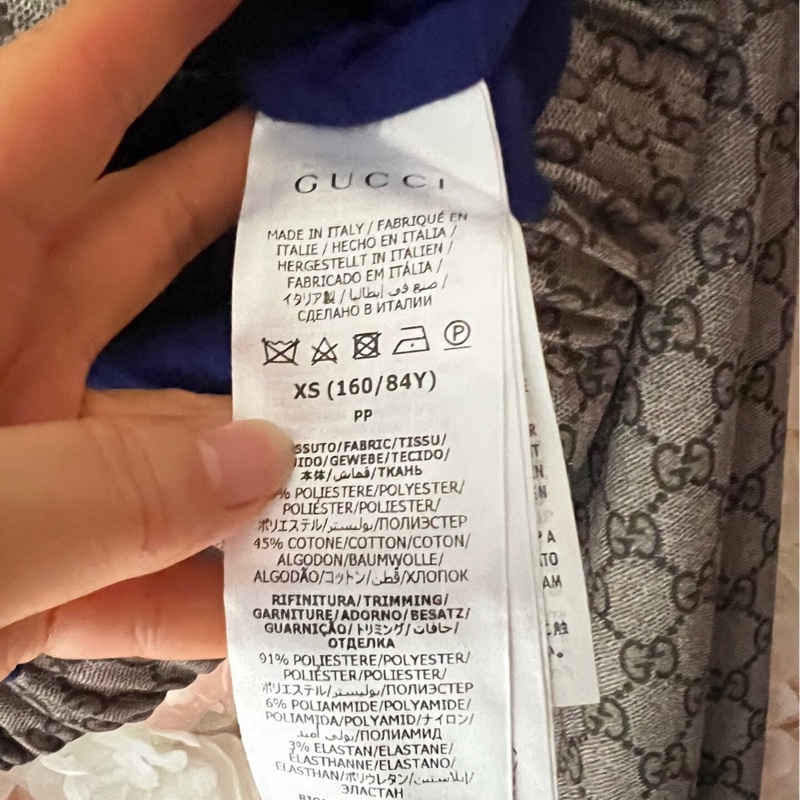 GUCCI
MADE IN ITALY / FABRIQUÉ EN
ITALIE / HECHO EN ITALIA /
HERGESTELLT IN ITALIEN /
FABRICADO EM ITÁLIA /
イタリア製 / صنع في إيطاليا /
СДЕЛАНО В ИТАЛИИ
P
XS (160/84Y)
PP
SSUTO/FABRIC/TISSU/
IDO/GEWEBE/TECIDO/
本体/قماش/ТКАНЬ
% POLIESTERE/POLYESTER/
POLIÉSTER/POLIESTER/
ポリエステル/بوليستر/ПОЛИЭСТЕР
45% COTONE/COTTON/COTON/
ALGODON/BAUMWOLLE/
ALGODÃO/コットン/قطن/ХЛОПОК
RIFINITURA/TRIMMING/
GARNITURE/ADORNO/BESATZ/
GUARNIÇÃO/トリミング/حافات/
ОТДЕЛКА
91% POLIESTERE/POLYESTER/
POLIÉSTER/POLIESTER/
ポリエステル/بوليستر/ПОЛИЭСТЕР
6% POLIAMMIDE/POLYAMIDE/
POLIAMIDA/POLYAMID/ナイロン/
بولي أميد/ПОЛИАМИД
3% ELASTAN/ELASTANE/
ELASTHANNE/ELASTANO/
ELASTHAN/ポリウレタン/إيلاستين/
ЭЛАСТАН